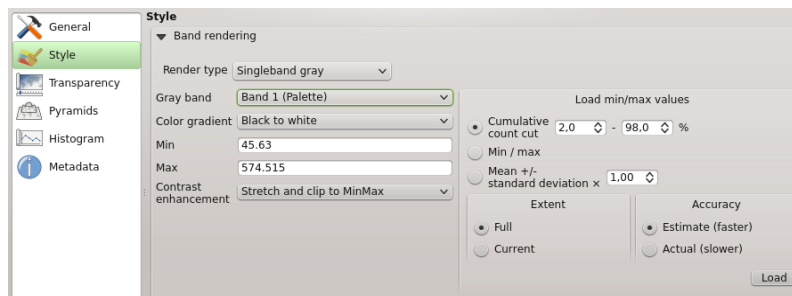 General
Style
Transparency
Pyramids
Histogram
Metadata
Style
Band rendering
Render type Singleband gray
Gray band Band 1 (Palette)
Color gradient Black to white
Min 45.63
Max 574.515
Contrast
enhancement Stretch and clip to MinMax
Load min/max values
Cumulative
count cut 2,0 - 98,0 %
Min / max
Mean +/-
standard deviation × 1,00
Extent
Full
Current
Accuracy
Estimate (faster)
Actual (slower)
Load